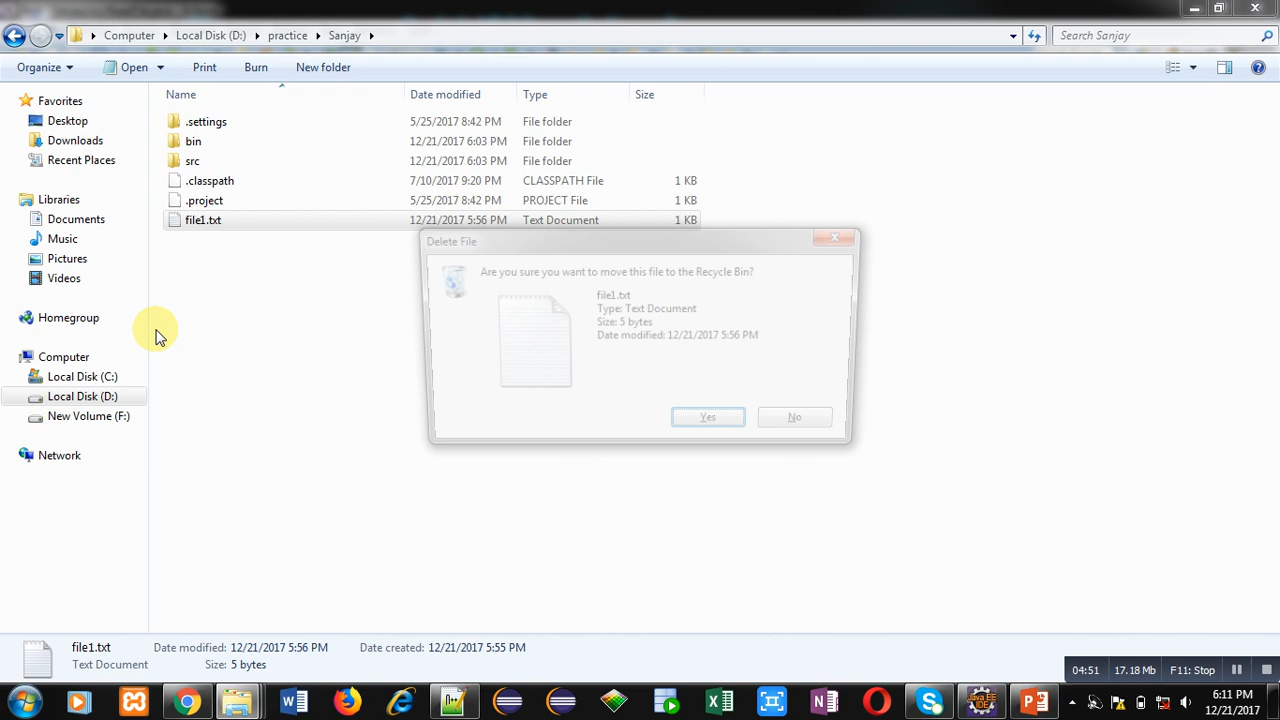 Computer Local Disk (D:) practice Sanjay
Search Sanjay
Organize Open Print Burn New folder
Name Date modified Type Size
Favorites
Desktop
Downloads
Recent Places
Libraries
Documents
Music
Pictures
Videos
Homegroup
Computer
Local Disk (C:)
Local Disk (D:)
New Volume (F:)
Network
.settings 5/25/2017 8:42 PM File folder
bin 12/21/2017 6:03 PM File folder
src 12/21/2017 6:03 PM File folder
.classpath 7/10/2017 9:20 PM CLASSPATH File 1 KB
.project 5/25/2017 8:42 PM PROJECT File 1 KB
file1.txt 12/21/2017 5:56 PM Text Document 1 KB
Delete File
Are you sure you want to move this file to the Recycle Bin?
file1.txt
Type: Text Document
Size: 5 bytes
Date modified: 12/21/2017 5:56 PM
Yes No
file1.txt Date modified: 12/21/2017 5:56 PM Date created: 12/21/2017 5:55 PM
Text Document Size: 5 bytes
04:51 17.18 Mb F11: Stop
Java EE
IDE
6:11 PM
12/21/2017